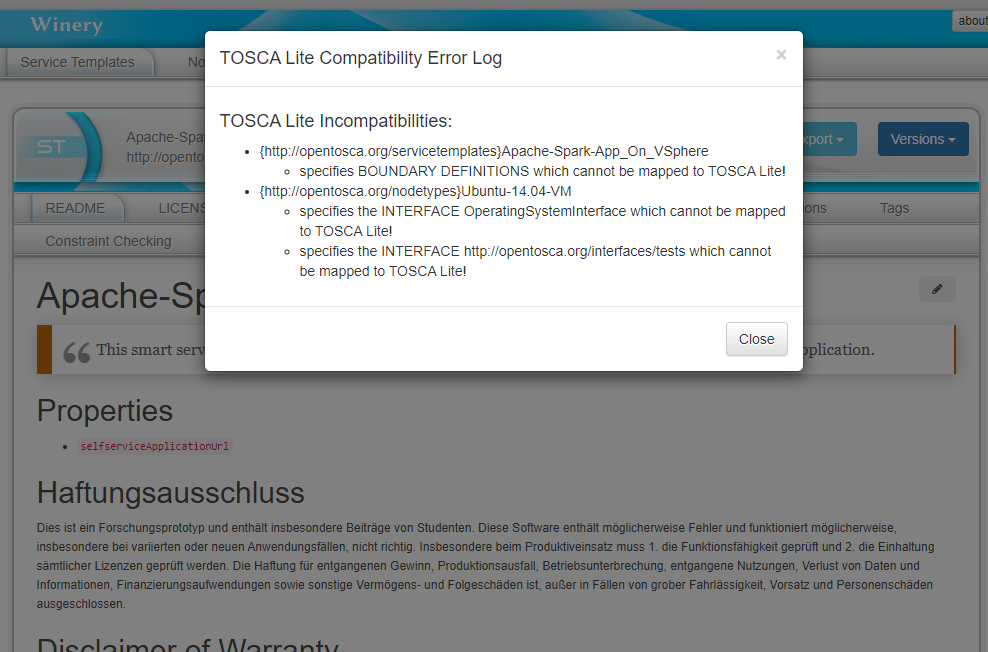 Winery
about
Service Templates
TOSCA Lite Compatibility Error Log
×
TOSCA Lite Incompatibilities:
{http://opentosca.org/servicetemplates}Apache-Spark-App_On_VSphere
specifies BOUNDARY DEFINITIONS which cannot be mapped to TOSCA Lite!
{http://opentosca.org/nodetypes}Ubuntu-14.04-VM
specifies the INTERFACE OperatingSystemInterface which cannot be mapped
to TOSCA Lite!
specifies the INTERFACE http://opentosca.org/interfaces/tests which cannot
be mapped to TOSCA Lite!
Close
ST
Apache-Spa
http://opento
xport
Versions
README
LICENS
ons
Tags
Constraint Checking
Apache-Sp
This smart serv
pplication.
Properties
selfserviceApplicationUrl
Haftungsausschluss
Dies ist ein Forschungsprototyp und enthält insbesondere Beiträge von Studenten. Diese Software enthält möglicherweise Fehler und funktioniert möglicherweise,
insbesondere bei variierten oder neuen Anwendungsfällen, nicht richtig. Insbesondere beim Produktiveinsatz muss 1. die Funktionsfähigkeit geprüft und 2. die Einhaltung
sämtlicher Lizenzen geprüft werden. Die Haftung für entgangenen Gewinn, Produktionsausfall, Betriebsunterbrechung, entgangene Nutzungen, Verlust von Daten und
Informationen, Finanzierungsaufwendungen sowie sonstige Vermögens- und Folgeschäden ist, außer in Fällen von grober Fahrlässigkeit, Vorsatz und Personenschäden
ausgeschlossen.
Disclaimer of Warranty